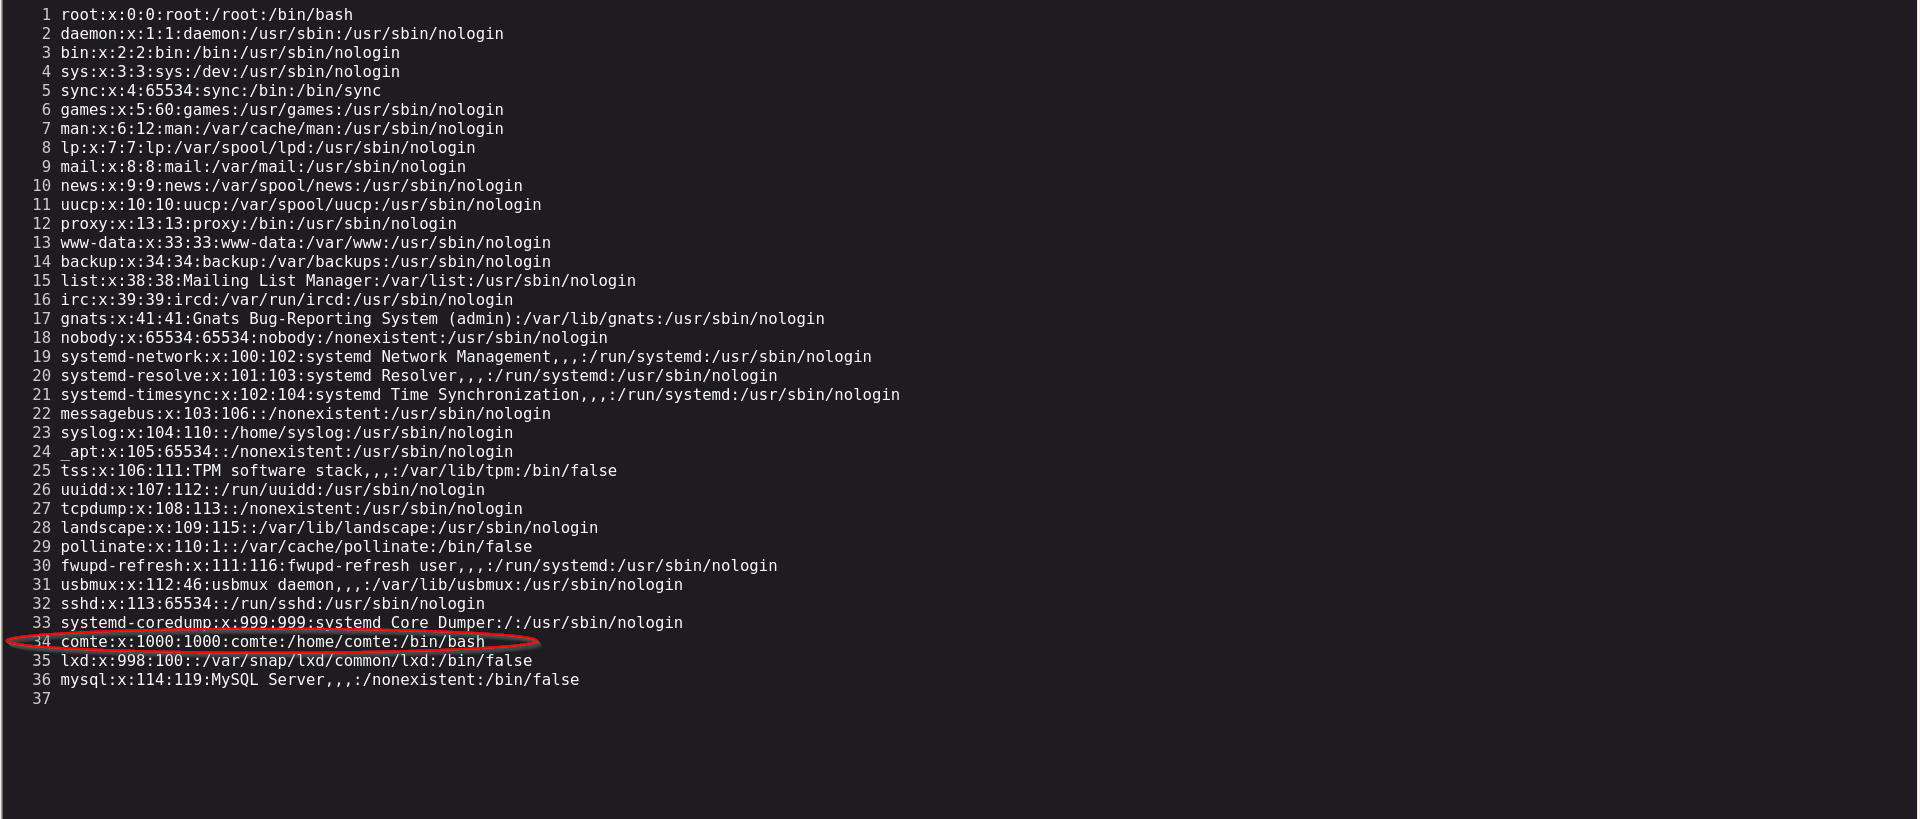 1 root:x:0:0:root:/root:/bin/bash
2 daemon:x:1:1:daemon:/usr/sbin:/usr/sbin/nologin
3 bin:x:2:2:bin:/bin:/usr/sbin/nologin
4 sys:x:3:3:sys:/dev:/usr/sbin/nologin
5 sync:x:4:65534:sync:/bin:/bin/sync
6 games:x:5:60:games:/usr/games:/usr/sbin/nologin
7 man:x:6:12:man:/var/cache/man:/usr/sbin/nologin
8 lp:x:7:7:lp:/var/spool/lpd:/usr/sbin/nologin
9 mail:x:8:8:mail:/var/mail:/usr/sbin/nologin
10 news:x:9:9:news:/var/spool/news:/usr/sbin/nologin
11 uucp:x:10:10:uucp:/var/spool/uucp:/usr/sbin/nologin
12 proxy:x:13:13:proxy:/bin:/usr/sbin/nologin
13 www-data:x:33:33:www-data:/var/www:/usr/sbin/nologin
14 backup:x:34:34:backup:/var/backups:/usr/sbin/nologin
15 list:x:38:38:Mailing List Manager:/var/list:/usr/sbin/nologin
16 irc:x:39:39:ircd:/var/run/ircd:/usr/sbin/nologin
17 gnats:x:41:41:Gnats Bug-Reporting System (admin):/var/lib/gnats:/usr/sbin/nologin
18 nobody:x:65534:65534:nobody:/nonexistent:/usr/sbin/nologin
19 systemd-network:x:100:102:systemd Network Management,,,:/run/systemd:/usr/sbin/nologin
20 systemd-resolve:x:101:103:systemd Resolver,,,:/run/systemd:/usr/sbin/nologin
21 systemd-timesync:x:102:104:systemd Time Synchronization,,,:/run/systemd:/usr/sbin/nologin
22 messagebus:x:103:106::/nonexistent:/usr/sbin/nologin
23 syslog:x:104:110::/home/syslog:/usr/sbin/nologin
24 _apt:x:105:65534::/nonexistent:/usr/sbin/nologin
25 tss:x:106:111:TPM software stack,,,:/var/lib/tpm:/bin/false
26 uuidd:x:107:112::/run/uuidd:/usr/sbin/nologin
27 tcpdump:x:108:113::/nonexistent:/usr/sbin/nologin
28 landscape:x:109:115::/var/lib/landscape:/usr/sbin/nologin
29 pollinate:x:110:1::/var/cache/pollinate:/bin/false
30 fwupd-refresh:x:111:116:fwupd-refresh user,,,:/run/systemd:/usr/sbin/nologin
31 usbmux:x:112:46:usbmux daemon,,,:/var/lib/usbmux:/usr/sbin/nologin
32 sshd:x:113:65534::/run/sshd:/usr/sbin/nologin
33 systemd-coredump:x:999:999:systemd Core Dumper:/:/usr/sbin/nologin
34 comte:x:1000:1000:comte:/home/comte:/bin/bash
35 lxd:x:998:100::/var/snap/lxd/common/lxd:/bin/false
36 mysql:x:114:119:MySQL Server,,,:/nonexistent:/bin/false
37